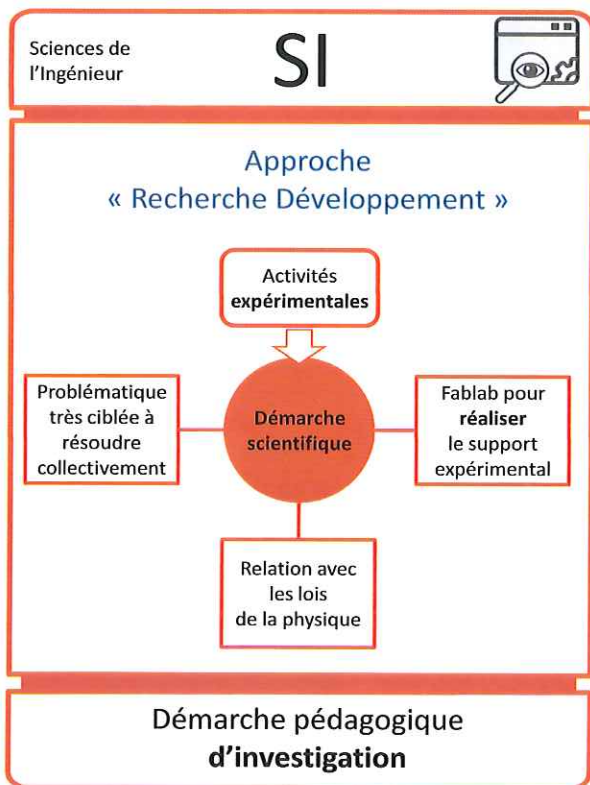 Sciences de
l'Ingénieur
SI
Approche
« Recherche Développement »
Activités
expérimentales
Problématique
très ciblée à
résoudre
collectivement
Démarche
scientifique
Fablab pour
réaliser
le support
expérimental
Relation avec
les lois
de la physique
Démarche pédagogique
d'investigation